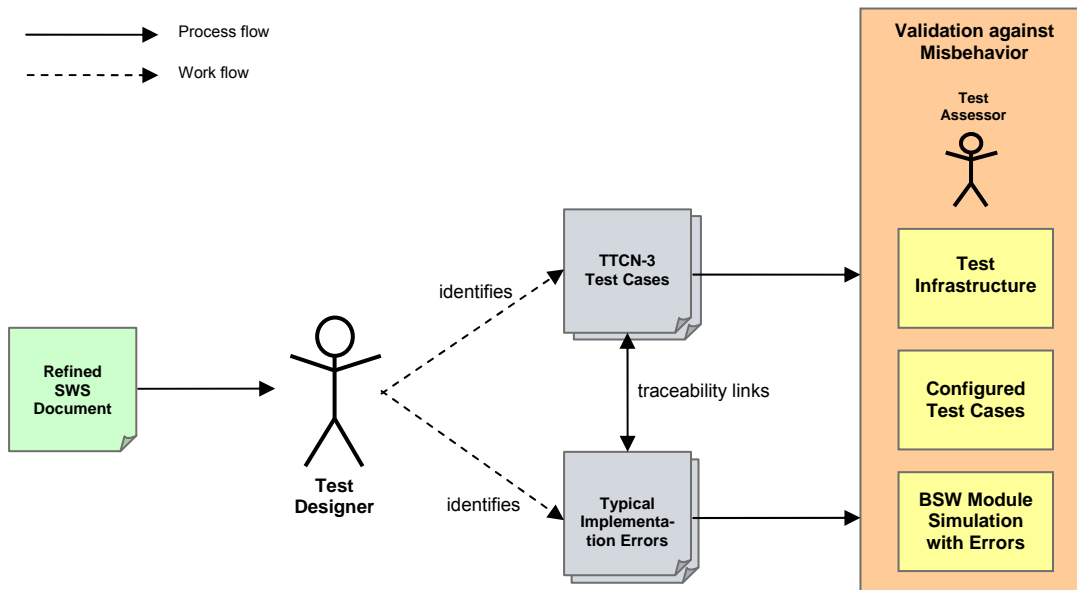 Process flow
Work flow
Validation against
Misbehavior
Test
Assessor
TTCN-3
Test Cases
Test
Infrastructure
identifies
Refined
SWS
Document
traceability links
Configured
Test Cases
Test
Designer
identifies
Typical
Implementa-
tion Errors
BSW Module
Simulation
with Errors